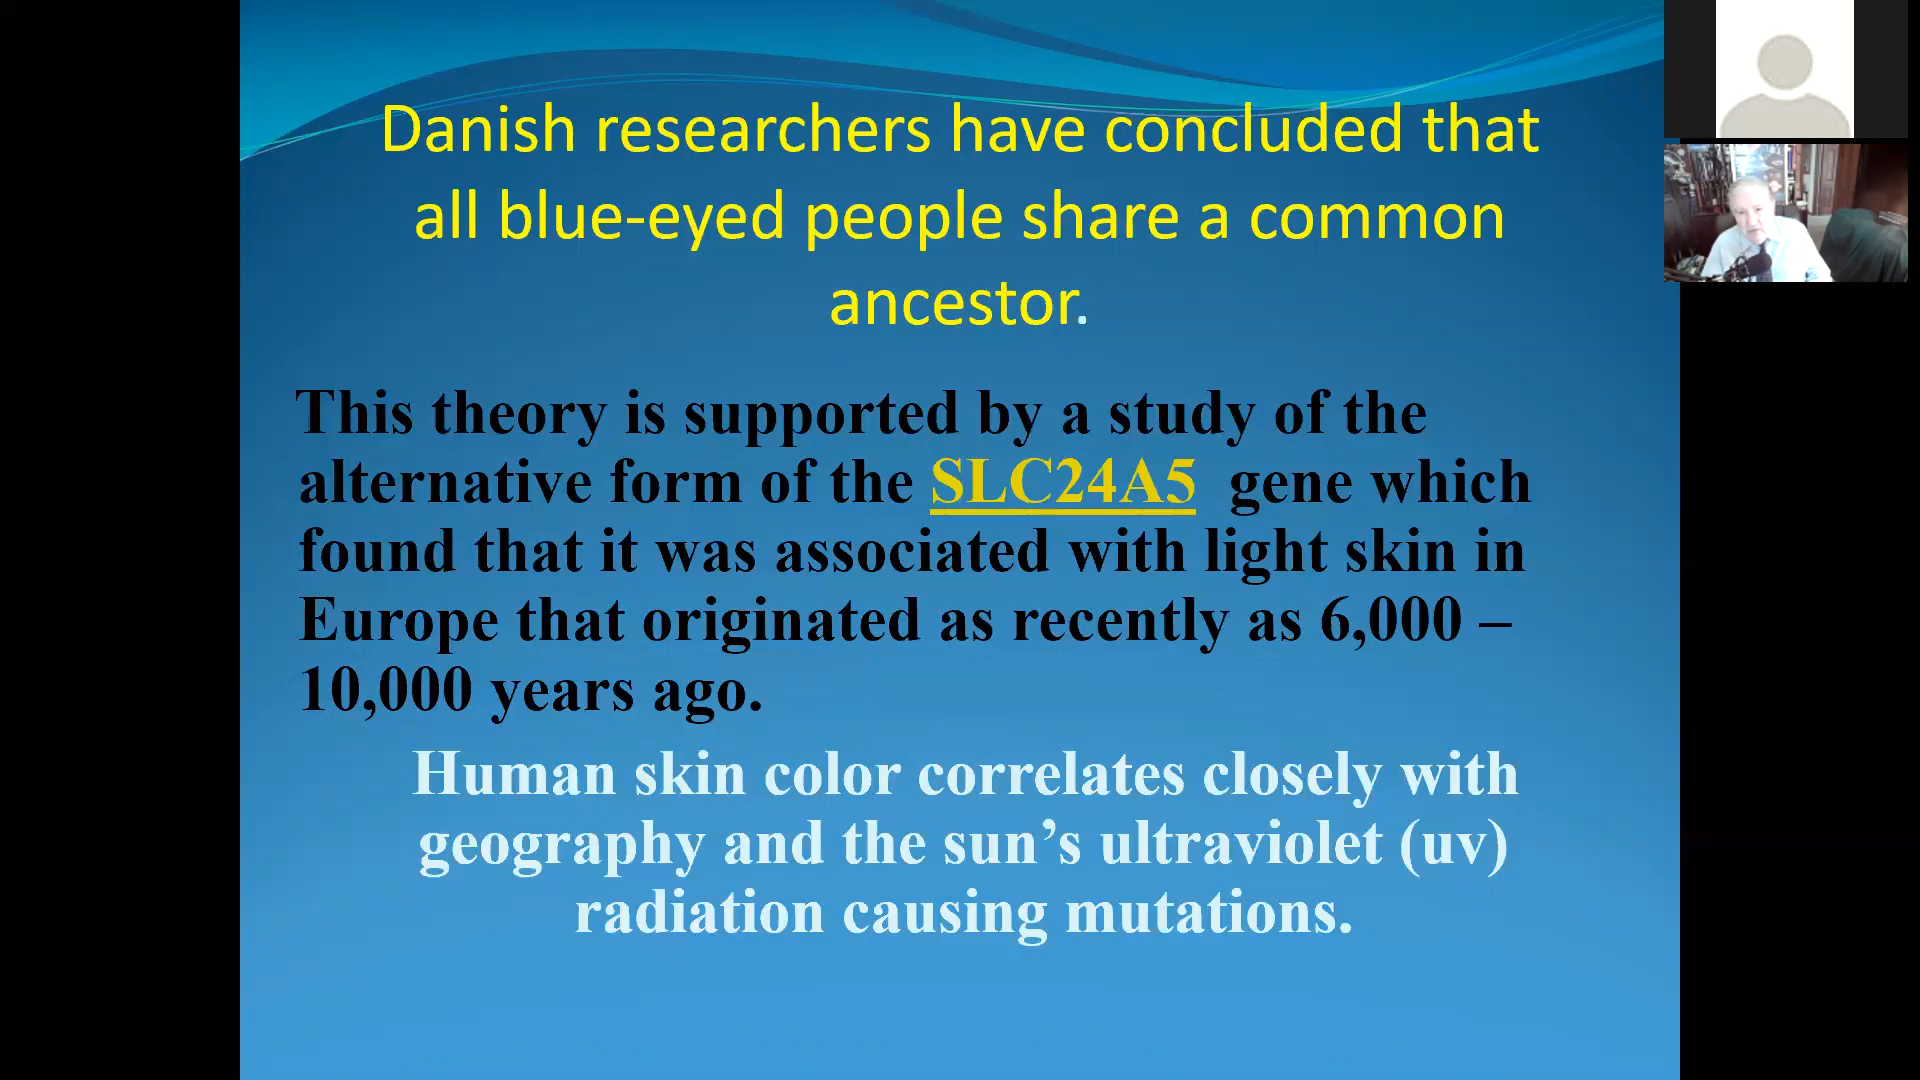 Danish researchers have concluded that
all blue-eyed people share a common
ancestor.
This theory is supported by a study of the
alternative form of the SLC24A5 gene which
found that it was associated with light skin in
Europe that originated as recently as 6,000 –
10,000 years ago.
Human skin color correlates closely with
geography and the sun’s ultraviolet (uv)
radiation causing mutations.